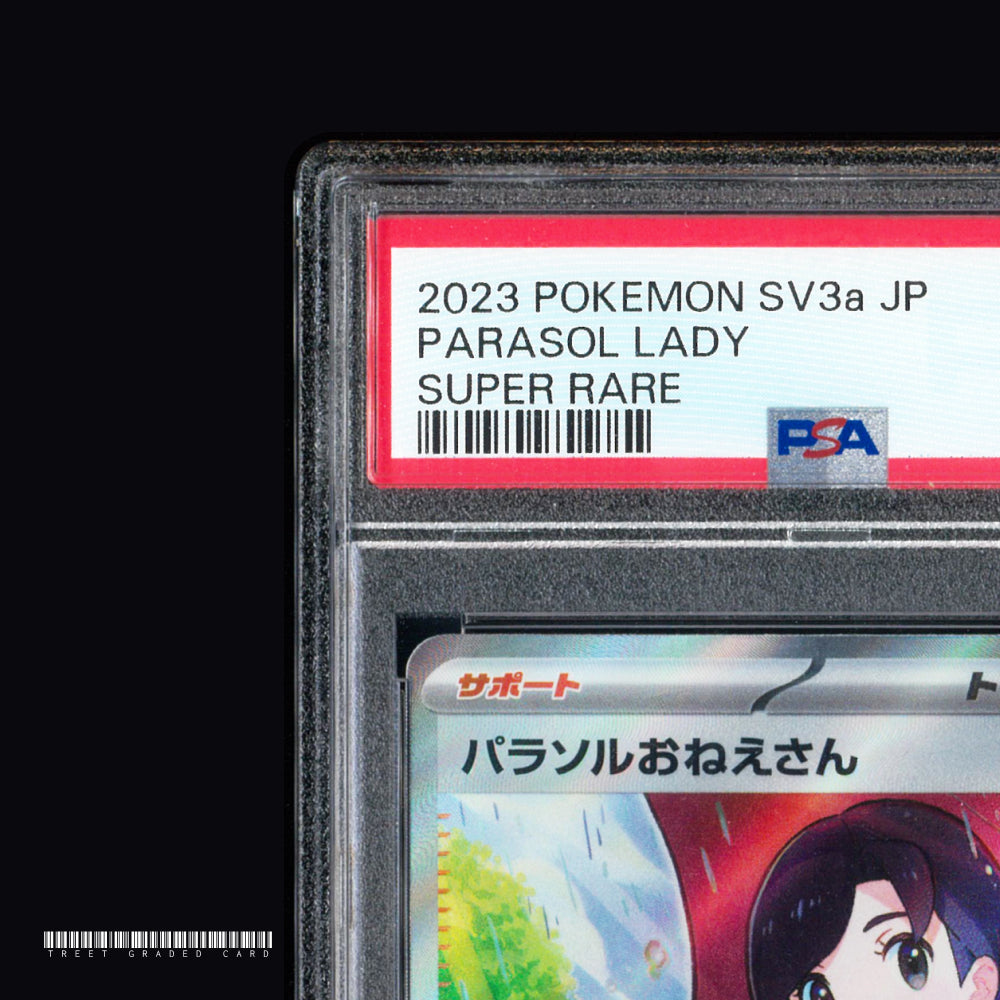 2023 POKEMON SV3a JP
PARASOL LADY
SUPER RARE
PSA
サポート
ト
パラソルおねえさん
TREET GRADED CARD